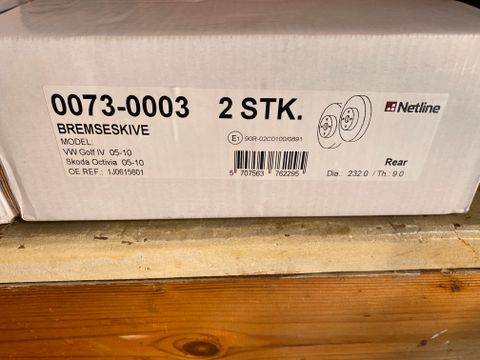 0073-0003 2 STK.
Netline
BREMSESKIVE
MODEL:
VW Golf IV 05-10
Skoda Octivia 05-10
OE REF.: 1J0615601
E1 90R-02C0100/0891
5 707563 762295
Rear
Dia.: 232.0 / Th.: 9.0